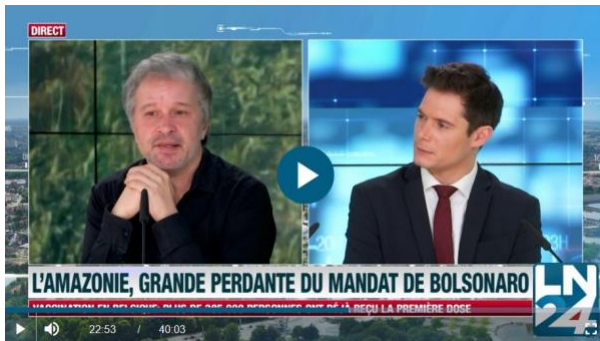 DIRECT
L'AMAZONIE, GRANDE PERDANTE DU MANDAT DE BOLSONARO
VACCINATION EN BELGIQUE: PLUS DE 000 PERSONNES ONT DÉJÀ REÇU LA PREMIÈRE DOSE
LN
24
22:53 / 40:03